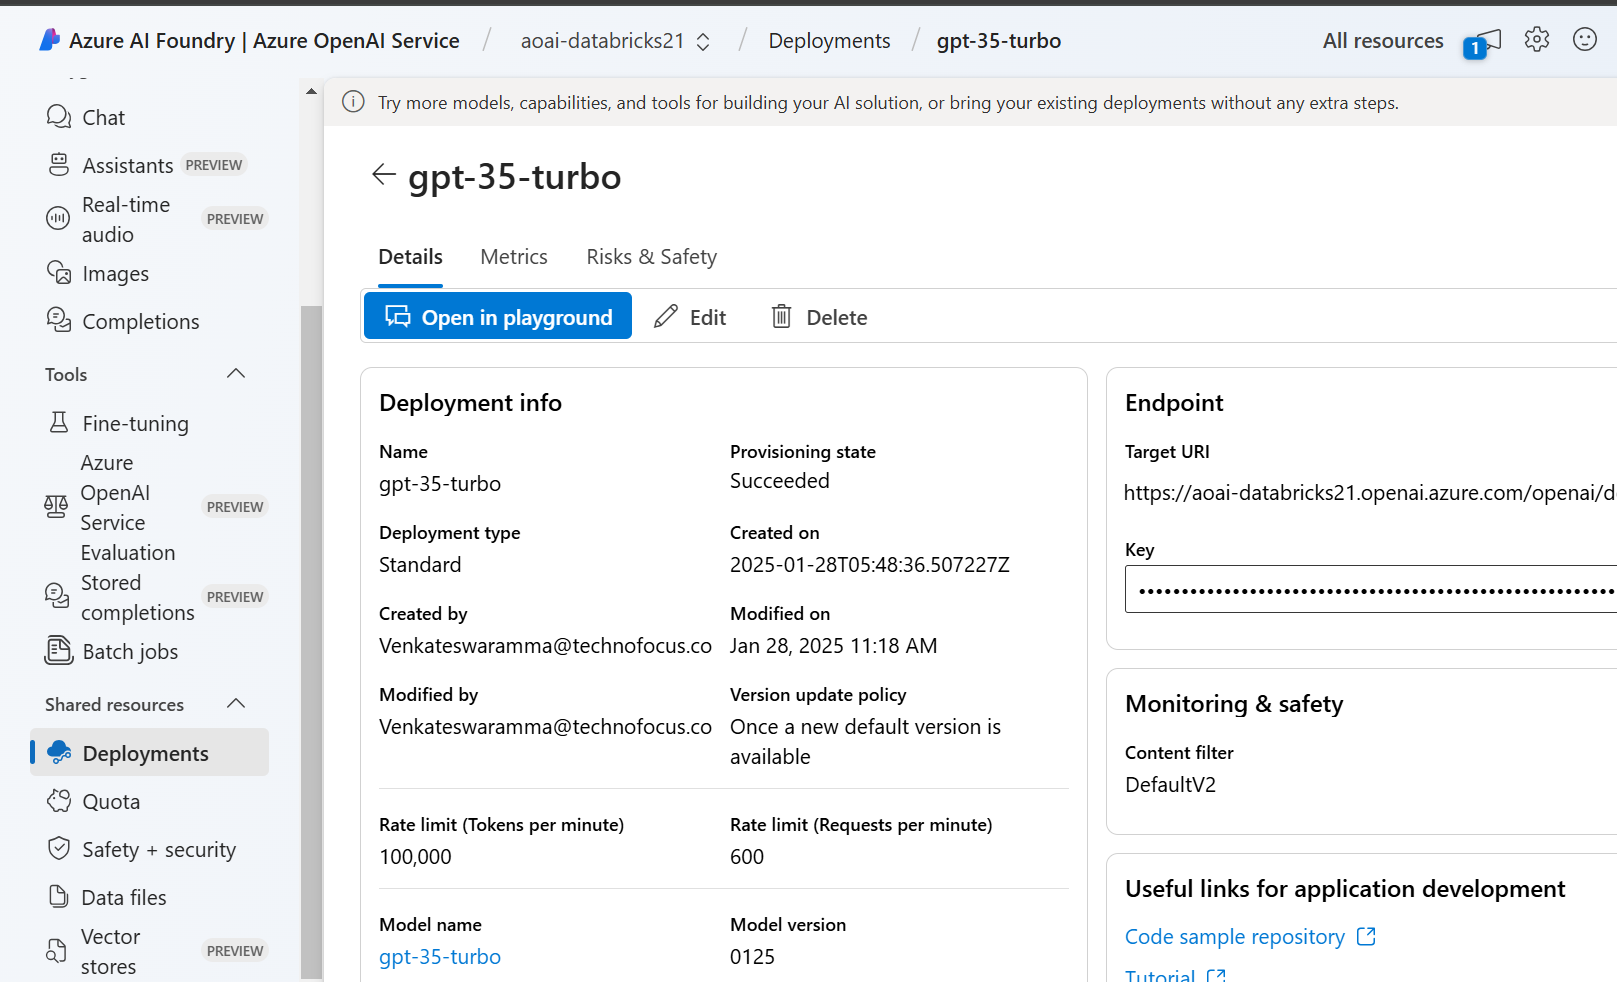 Azure AI Foundry | Azure OpenAI Service / aoai-databricks21 / Deployments / gpt-35-turbo
All resources
1
Chat
Assistants PREVIEW
Real-time
audio
PREVIEW
Images
Completions
Tools
Fine-tuning
Azure
OpenAI
Service
Evaluation
PREVIEW
Stored
completions
PREVIEW
Batch jobs
Shared resources
Deployments
Quota
Safety + security
Data files
Vector
stores
PREVIEW
Try more models, capabilities, and tools for building your AI solution, or bring your existing deployments without any extra steps.
gpt-35-turbo
Details Metrics Risks & Safety
Open in playground Edit Delete
Deployment info
Name
gpt-35-turbo
Provisioning state
Succeeded
Deployment type
Standard
Created on
2025-01-28T05:48:36.507227Z
Created by
Venkateswaramma@technofocus.co
Modified on
Jan 28, 2025 11:18 AM
Modified by
Venkateswaramma@technofocus.co
Version update policy
Once a new default version is
available
Rate limit (Tokens per minute)
100,000
Rate limit (Requests per minute)
600
Model name
gpt-35-turbo
Model version
0125
Endpoint
Target URI
https://aoai-databricks21.openai.azure.com/openai/d
Key
Monitoring & safety
Content filter
DefaultV2
Useful links for application development
Code sample repository
Tutorial